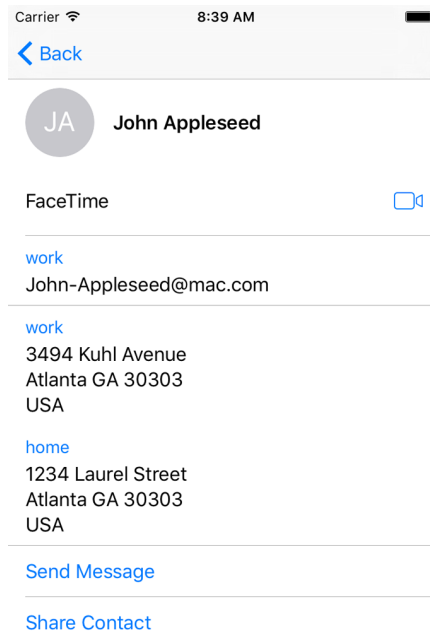 Carrier 8:39 AM
Back
JA John Appleseed
FaceTime
work
John-Appleseed@mac.com
work
3494 Kuhl Avenue
Atlanta GA 30303
USA
home
1234 Laurel Street
Atlanta GA 30303
USA
Send Message
Share Contact